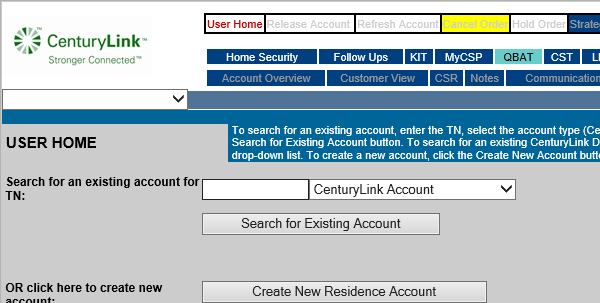 User Home Release Account Refresh Account Cancel Order Hold Order
CenturyLink™
Stronger Connected™
Home Security Follow Ups KIT MyCSP QBAT CST
Account Overview Customer View CSR Notes Communication
To search for an existing account, enter the TN, select the account type (Ce
Search for Existing Account button. To search for an existing CenturyLink D
drop-down list. To create a new account, click the Create New Account butt
USER HOME
Search for an existing account for
TN:
CenturyLink Account
Search for Existing Account
OR click here to create new
account:
Create New Residence Account